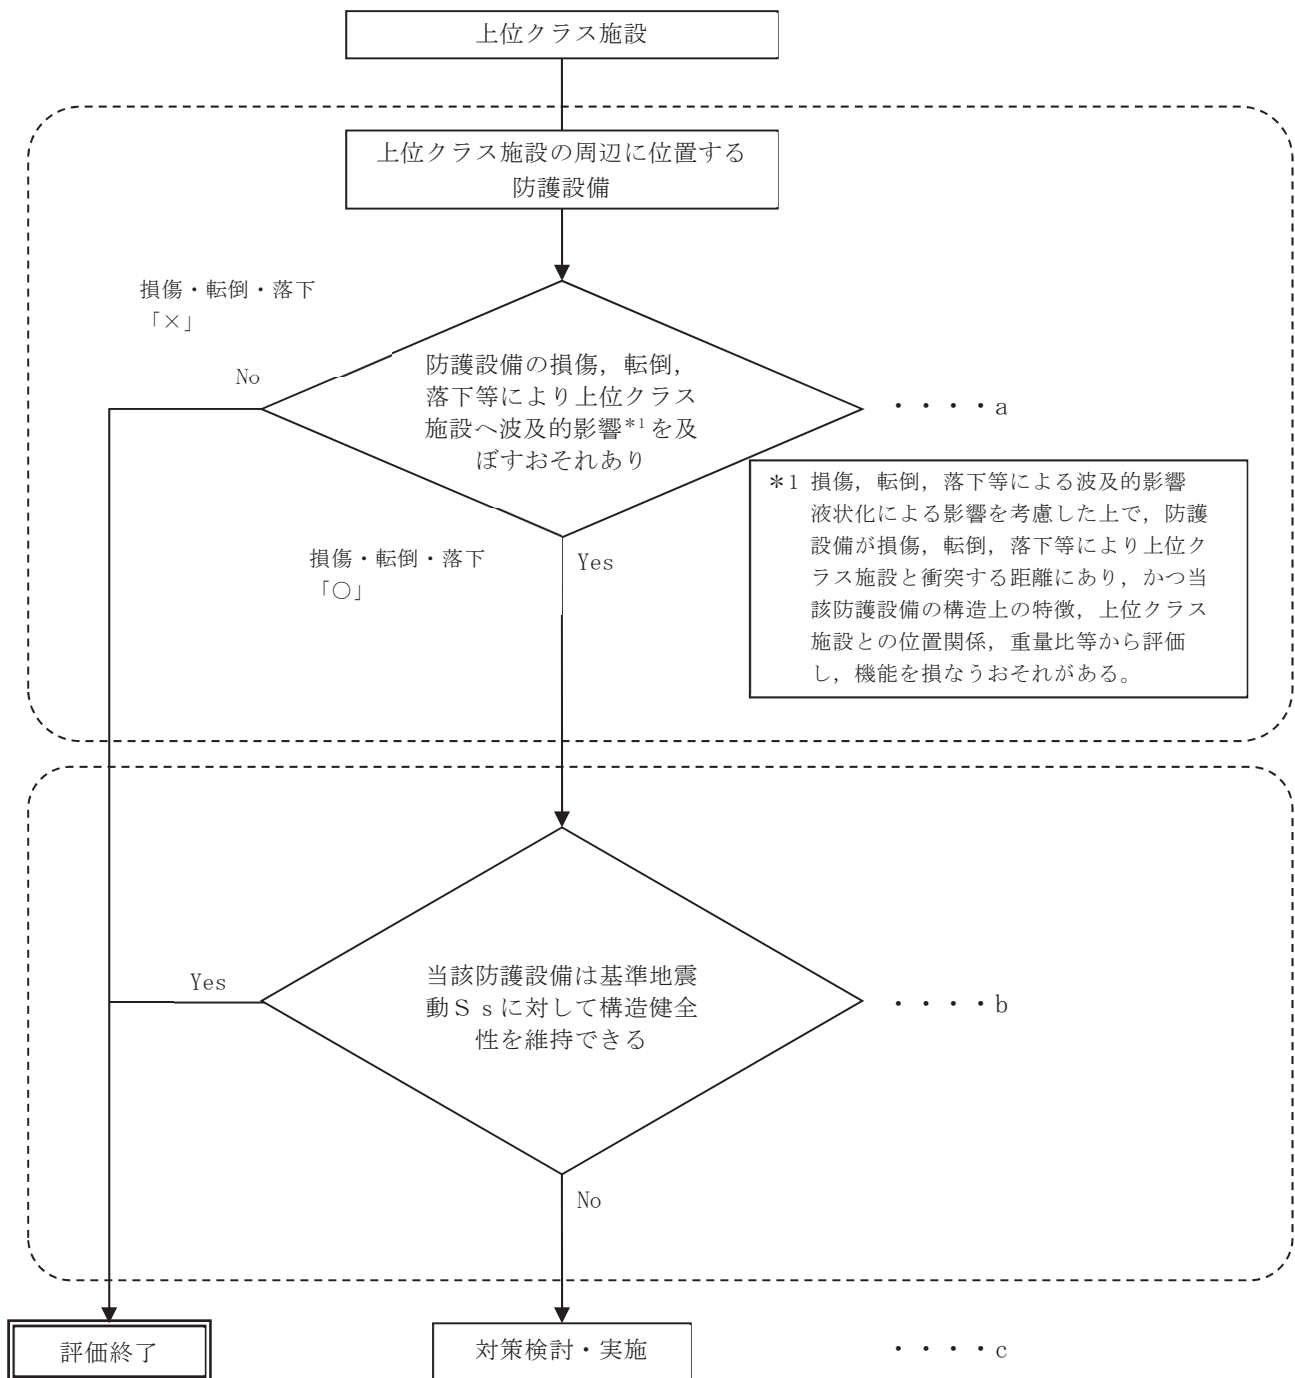 上位クラス施設
上位クラス施設の周辺に位置する
防護設備
損傷・転倒・落下
「×」
No
防護設備の損傷，転倒，
落下等により上位クラス
施設へ波及的影響*1を及
ぼすおそれあり
・・・・a
＊1 損傷，転倒，落下等による波及的影響
液状化による影響を考慮した上で，防護
設備が損傷，転倒，落下等により上位ク
ラス施設と衝突する距離にあり，かつ当
該防護設備の構造上の特徴，上位クラス
施設との位置関係，重量比等から評価
し，機能を損なうおそれがある。
損傷・転倒・落下
「○」
Yes
Yes
当該防護設備は基準地震
動Ｓｓに対して構造健全
性を維持できる
・・・・b
No
評価終了
対策検討・実施
・・・・c